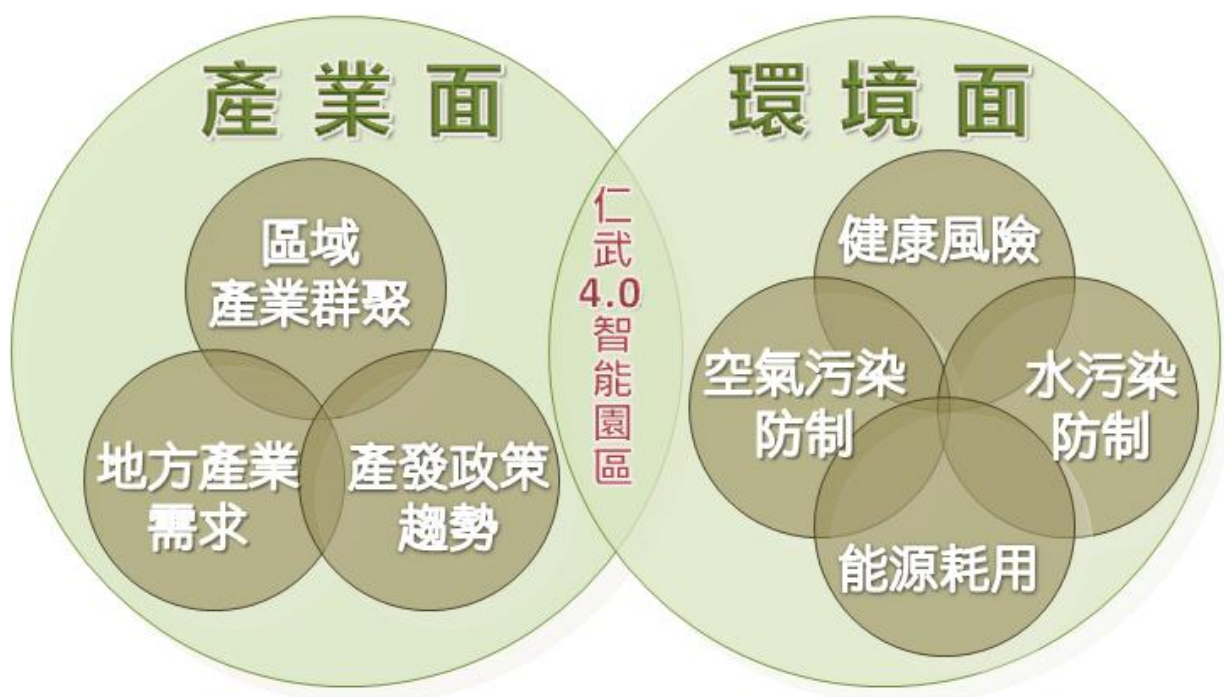 產業面
區域
產業群聚
地方產業
需求
產發政策
趨勢
仁武4.0智能園區
環境面
健康風險
空氣污染
防制
水污染
防制
能源耗用